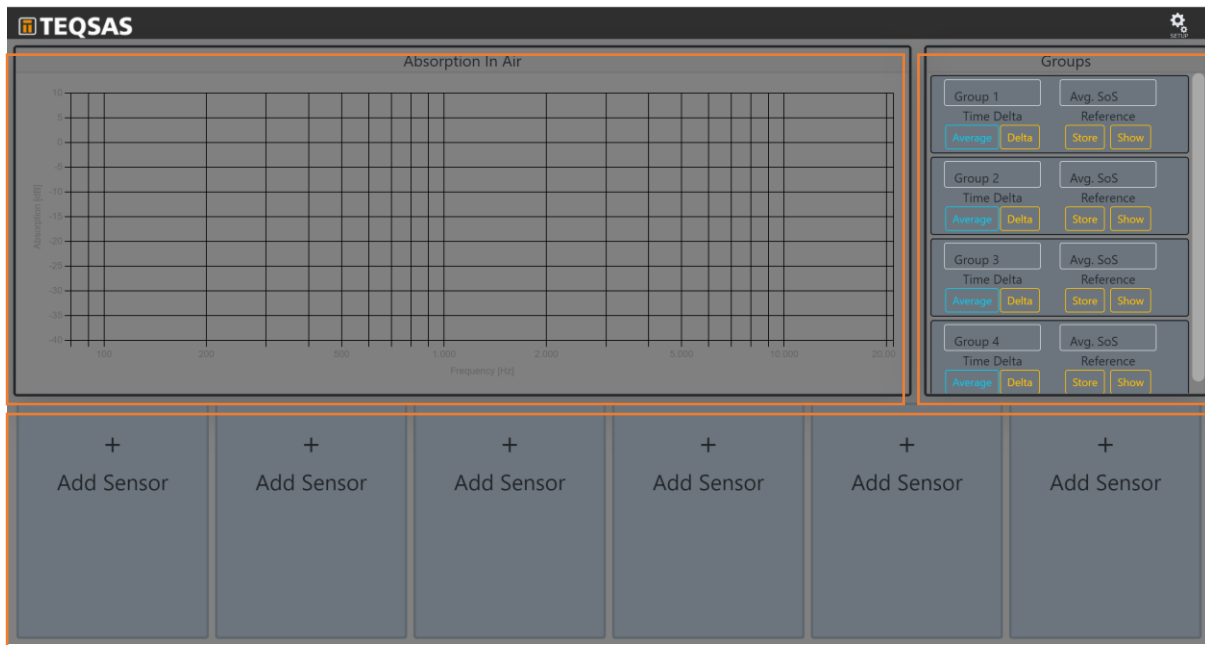 TEQSAS
SETUP
Absorption In Air
10
5
0
-5
-10
-15
-20
-25
-30
-35
-40
Absorption [dB]
100 200 500 1.000 2.000 5.000 10.000 20.00
Frequency [Hz]
Groups
Group 1 Avg. SoS
Time Delta Reference
Average Delta Store Show
Group 2 Avg. SoS
Time Delta Reference
Average Delta Store Show
Group 3 Avg. SoS
Time Delta Reference
Average Delta Store Show
Group 4 Avg. SoS
Time Delta Reference
Average Delta Store Show
+ + + + + +
Add Sensor Add Sensor Add Sensor Add Sensor Add Sensor Add Sensor